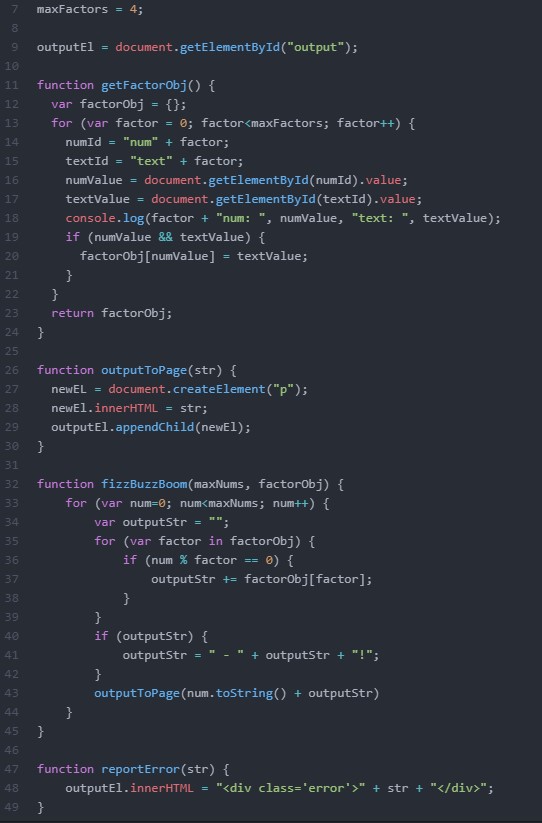 7 maxFactors = 4;
8
9 outputEl = document.getElementById("output");
10
11 function getFactorObj() {
12 var factorObj = {};
13 for (var factor = 0; factor<maxFactors; factor++) {
14 numId = "num" + factor;
15 textId = "text" + factor;
16 numValue = document.getElementById(numId).value;
17 textValue = document.getElementById(textId).value;
18 console.log(factor + "num: ", numValue, "text: ", textValue);
19 if (numValue && textValue) {
20 factorObj[numValue] = textValue;
21 }
22 }
23 return factorObj;
24 }
25
26 function outputToPage(str) {
27 newEL = document.createElement("p");
28 newEl.innerHTML = str;
29 outputEl.appendChild(newEl);
30 }
31
32 function fizzBuzzBoom(maxNums, factorObj) {
33 for (var num=0; num<maxNums; num++) {
34 var outputStr = "";
35 for (var factor in factorObj) {
36 if (num % factor == 0) {
37 outputStr += factorObj[factor];
38 }
39 }
40 if (outputStr) {
41 outputStr = " - " + outputStr + "!";
42 }
43 outputToPage(num.toString() + outputStr)
44 }
45 }
46
47 function reportError(str) {
48 outputEl.innerHTML = "<div class='error'>" + str + "</div>";
49 }